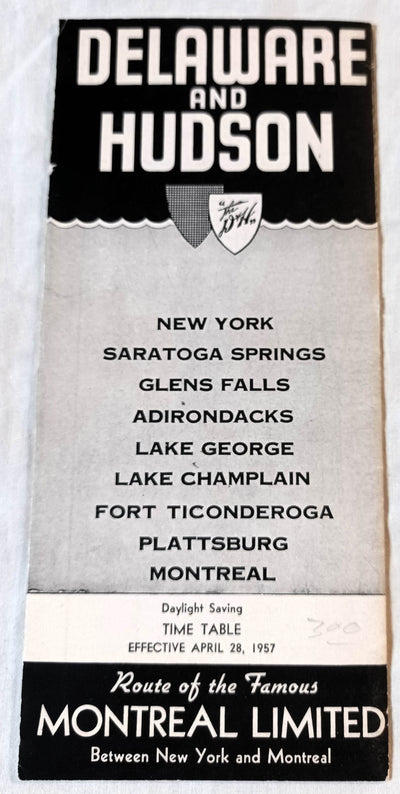 DELAWARE
AND
HUDSON
"The
D&H"
NEW YORK
SARATOGA SPRINGS
GLENS FALLS
ADIRONDACKS
LAKE GEORGE
LAKE CHAMPLAIN
FORT TICONDEROGA
PLATTSBURG
MONTREAL
Daylight Saving
TIME TABLE
EFFECTIVE APRIL 28, 1957
300
Route of the Famous
MONTREAL LIMITED
Between New York and Montreal